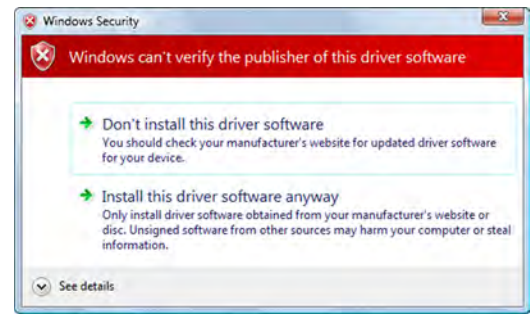 Windows Security
Windows can't verify the publisher of this driver software
Don't install this driver software
You should check your manufacturer's website for updated driver software
for your device.
Install this driver software anyway
Only install driver software obtained from your manufacturer's website or
disc. Unsigned software from other sources may harm your computer or steal
information.
See details